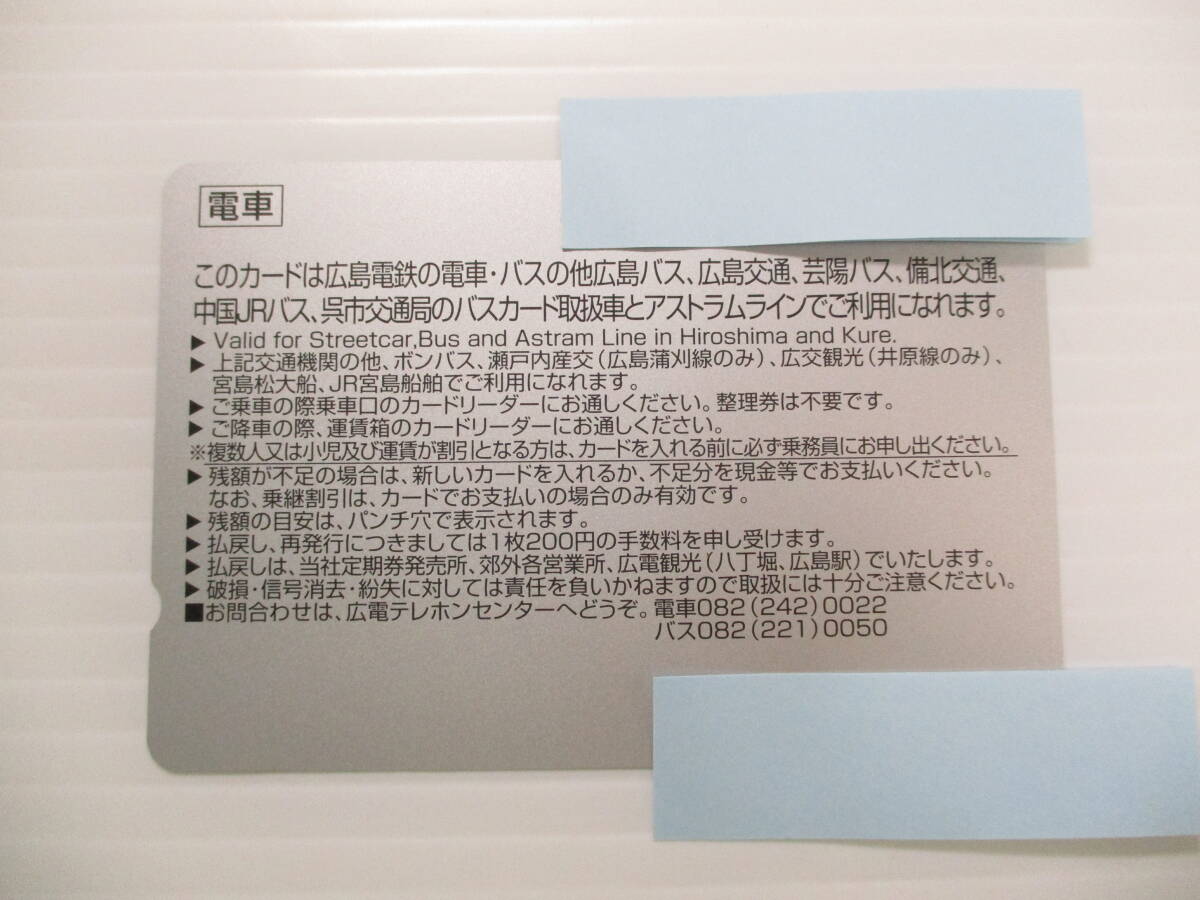 電車
このカードは広島電鉄の電車・バスの他広島バス、広島交通、芸陽バス、備北交通、
中国JRバス、呉市交通局のバスカード取扱車とアストラムラインでご利用になれます。
▶ Valid for Streetcar,Bus and Astram Line in Hiroshima and Kure.
▶ 上記交通機関の他、ボンバス、瀬戸内産交(広島蒲刈線のみ)、広交観光(井原線のみ)、
宮島松大船、JR宮島船舶でご利用になれます。
▶ ご乗車の際乗車口のカードリーダーにお通しください。整理券は不要です。
▶ ご降車の際、運賃箱のカードリーダーにお通しください。
※複数人又は小児及び運賃が割引となる方は、カードを入れる前に必ず乗務員にお申し出ください。
▶ 残額が不足の場合は、新しいカードを入れるか、不足分を現金等でお支払いください。
なお、乗継割引は、カードでお支払いの場合のみ有効です。
▶ 残額の目安は、パンチ穴で表示されます。
▶ 払戻し、再発行につきましては1枚200円の手数料を申し受けます。
▶ 払戻しは、当社定期券発売所、郊外各営業所、広電観光(八丁堀、広島駅)でいたします。
▶ 破損・信号消去・紛失に対しては責任を負いかねますので取扱には十分ご注意ください。
■お問合わせは、広電テレホンセンターへどうぞ。電車082(242)0022
バス082(221)0050